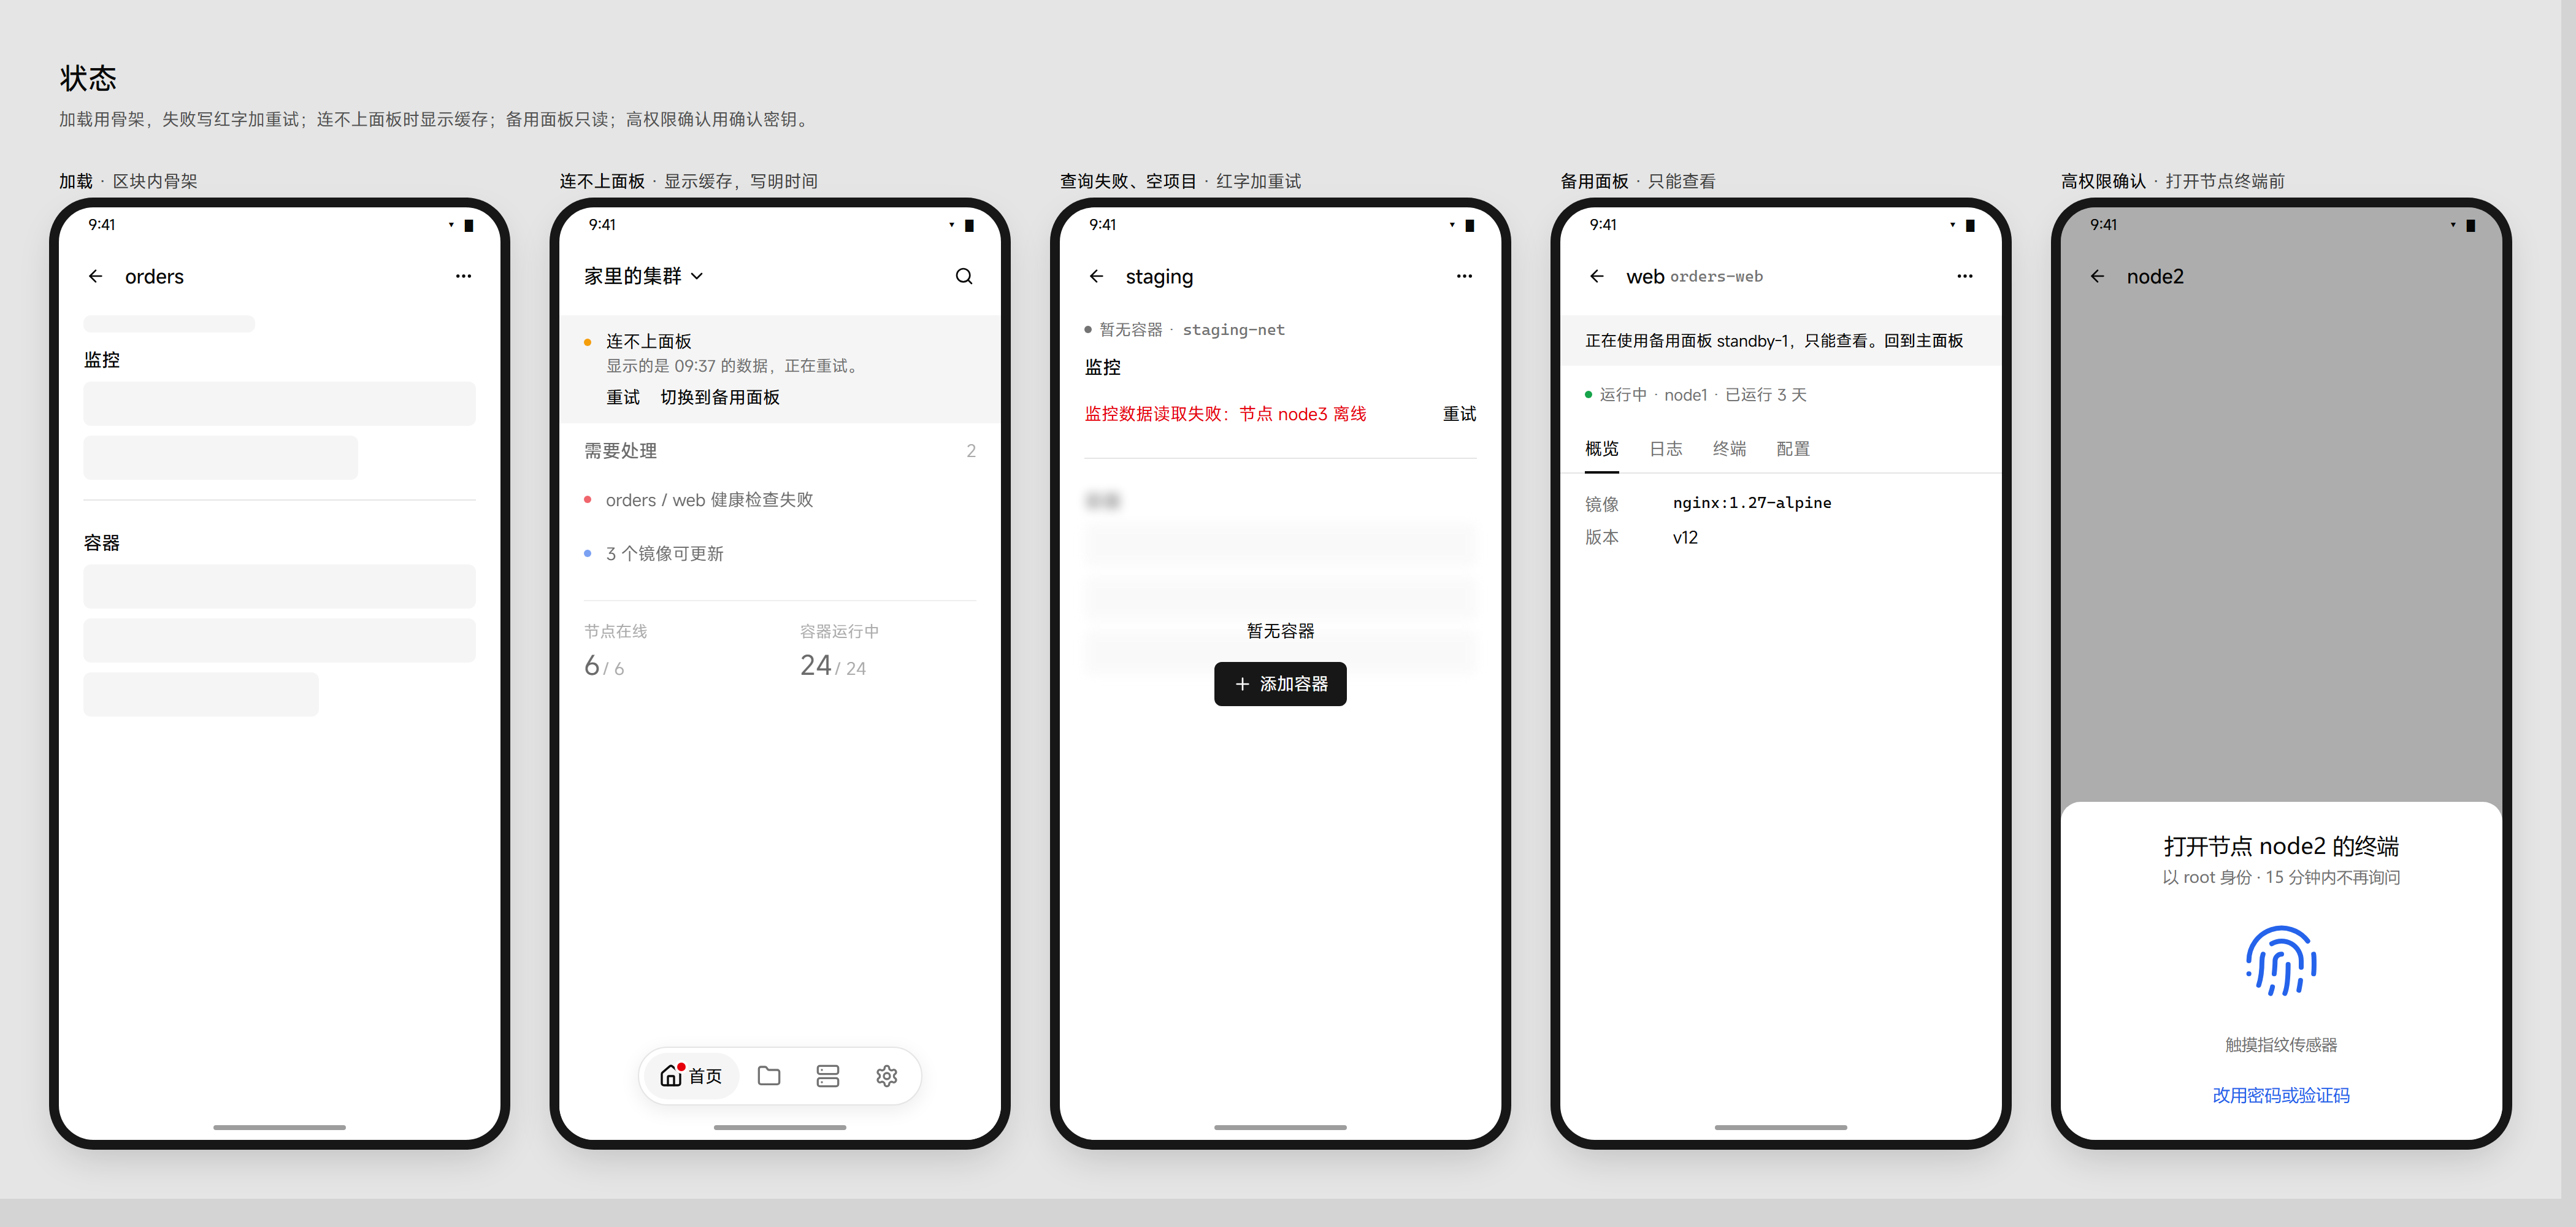 状态
加载用骨架，失败写红字加重试；连不上面板时显示缓存；备用面板只读；高权限确认用确认密钥。
加载 · 区块内骨架
9:41
orders
监控
容器
连不上面板 · 显示缓存，写明时间
9:41
家里的集群
连不上面板
显示的是 09:37 的数据，正在重试。
重试 切换到备用面板
需要处理 2
orders / web 健康检查失败
3 个镜像可更新
节点在线 容器运行中
6 / 6 24 / 24
首页
查询失败、空项目 · 红字加重试
9:41
staging
暂无容器 · staging-net
监控
监控数据读取失败：节点 node3 离线 重试
暂无容器
添加容器
备用面板 · 只能查看
9:41
web orders-web
正在使用备用面板 standby-1，只能查看。回到主面板
运行中 · node1 · 已运行 3 天
概览 日志 终端 配置
镜像 nginx:1.27-alpine
版本 v12
高权限确认 · 打开节点终端前
9:41
node2
打开节点 node2 的终端
以 root 身份 · 15 分钟内不再询问
触摸指纹传感器
改用密码或验证码